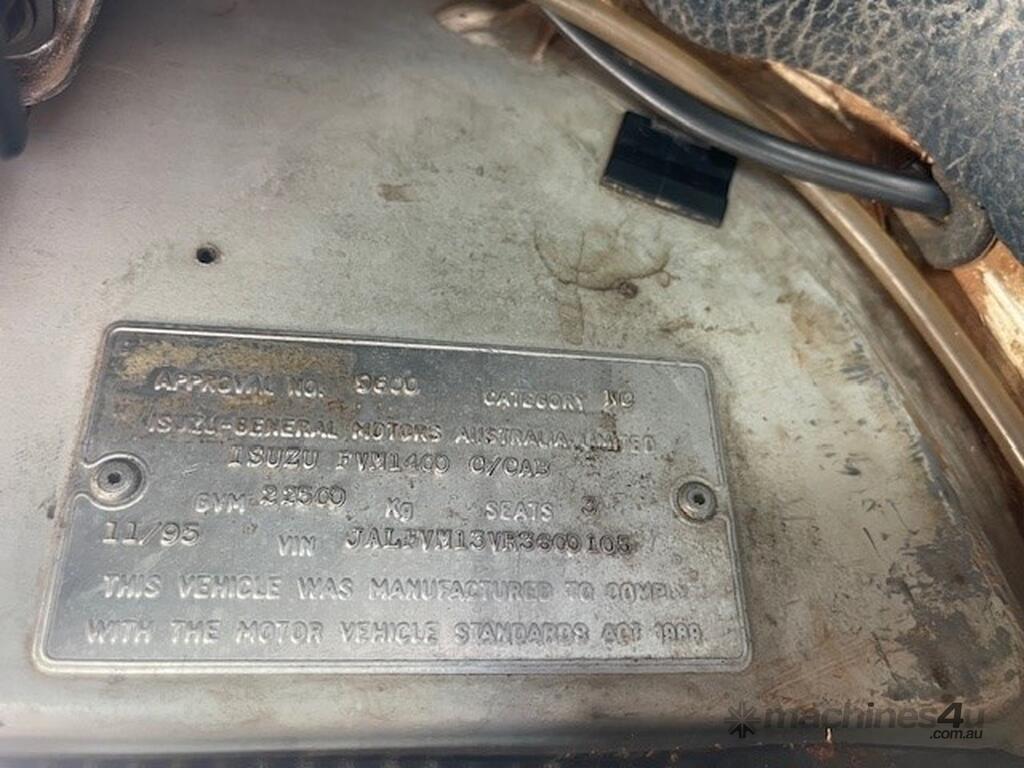 APPROVAL NO. 9600 CATEGORY NC
ISUZU-GENERAL MOTORS AUSTRALIA LIMITED
ISUZU FVM1400 C/CAB
GVM 22500 Kg SEATS 3
11/95 VIN JALFVM13VR3600105
THIS VEHICLE WAS MANUFACTURED TO COMPLY
WITH THE MOTOR VEHICLE STANDARDS ACT 1989
machines4u
.com.au